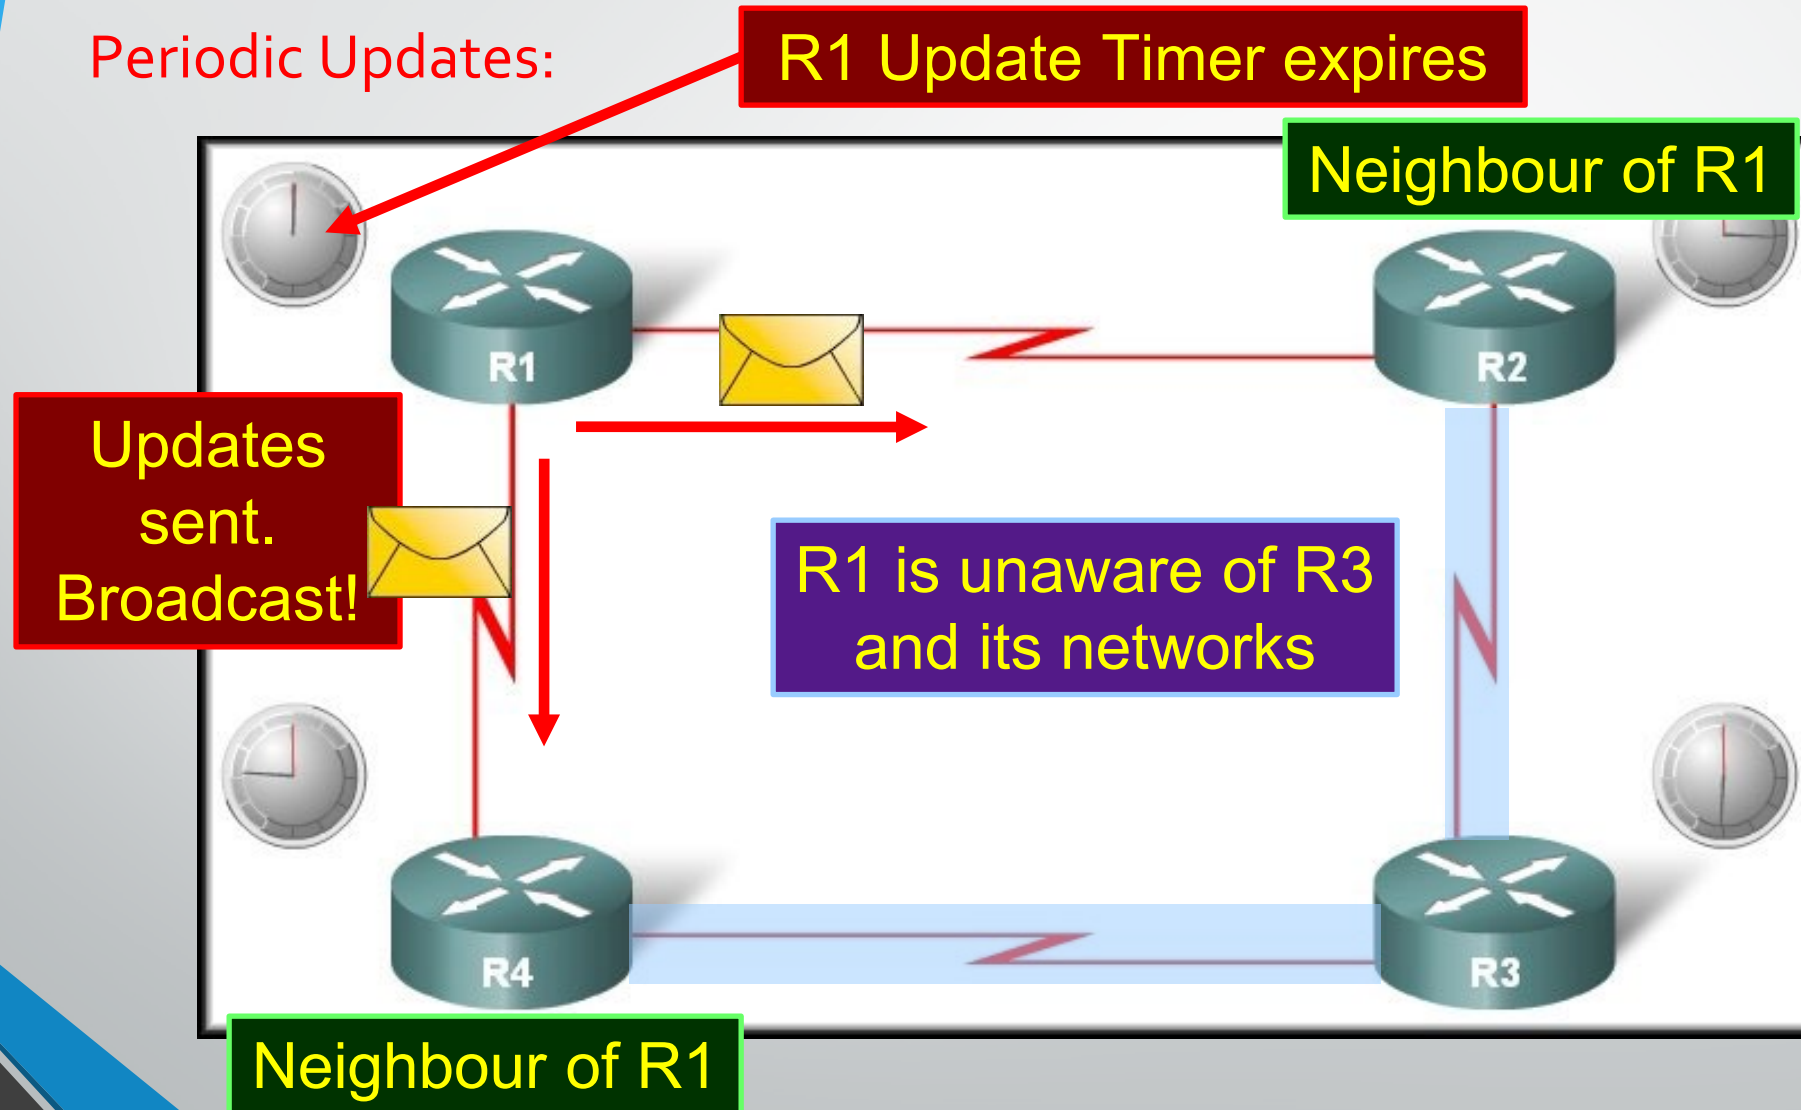 Periodic Updates:
R1 Update Timer expires
Neighbour of R1
R1
R2
Updates
sent.
Broadcast!
R1 is unaware of R3
and its networks
R4
R3
Neighbour of R1